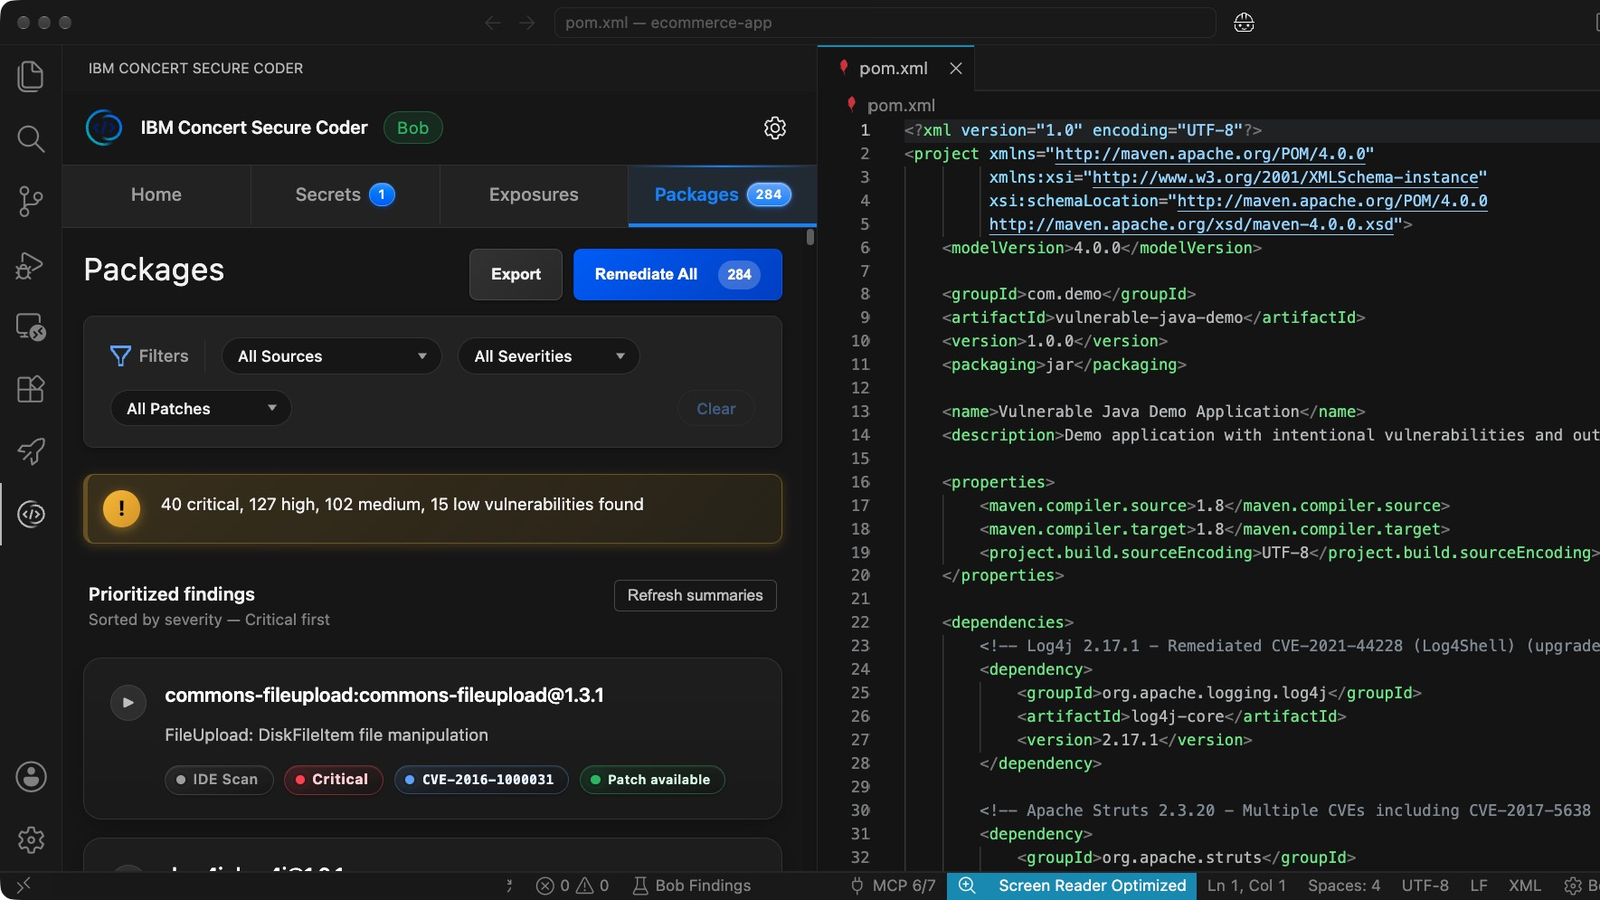 pom.xml — ecommerce-app
IBM CONCERT SECURE CODER
IBM Concert Secure Coder Bob
Home Secrets 1 Exposures Packages 284
Packages
Export Remediate All 284
Filters All Sources All Severities
All Patches Clear
40 critical, 127 high, 102 medium, 15 low vulnerabilities found
Prioritized findings
Sorted by severity — Critical first
Refresh summaries
commons-fileupload:commons-fileupload@1.3.1
FileUpload: DiskFileItem file manipulation
IDE Scan Critical CVE-2016-1000031 Patch available
pom.xml
pom.xml
1 <?xml version="1.0" encoding="UTF-8"?>
2 <project xmlns="http://maven.apache.org/POM/4.0.0"
3 xmlns:xsi="http://www.w3.org/2001/XMLSchema-instance"
4 xsi:schemaLocation="http://maven.apache.org/POM/4.0.0
5 http://maven.apache.org/xsd/maven-4.0.0.xsd">
6 <modelVersion>4.0.0</modelVersion>
7
8 <groupId>com.demo</groupId>
9 <artifactId>vulnerable-java-demo</artifactId>
10 <version>1.0.0</version>
11 <packaging>jar</packaging>
12
13 <name>Vulnerable Java Demo Application</name>
14 <description>Demo application with intentional vulnerabilities and out
15
16 <properties>
17 <maven.compiler.source>1.8</maven.compiler.source>
18 <maven.compiler.target>1.8</maven.compiler.target>
19 <project.build.sourceEncoding>UTF-8</project.build.sourceEncoding>
20 </properties>
21
22 <dependencies>
23 <!-- Log4j 2.17.1 - Remediated CVE-2021-44228 (Log4Shell) (upgrade
24 <dependency>
25 <groupId>org.apache.logging.log4j</groupId>
26 <artifactId>log4j-core</artifactId>
27 <version>2.17.1</version>
28 </dependency>
29
30 <!-- Apache Struts 2.3.20 - Multiple CVEs including CVE-2017-5638
31 <dependency>
32 <groupId>org.apache.struts</groupId>
0 0 Bob Findings MCP 6/7 Screen Reader Optimized Ln 1, Col 1 Spaces: 4 UTF-8 LF XML